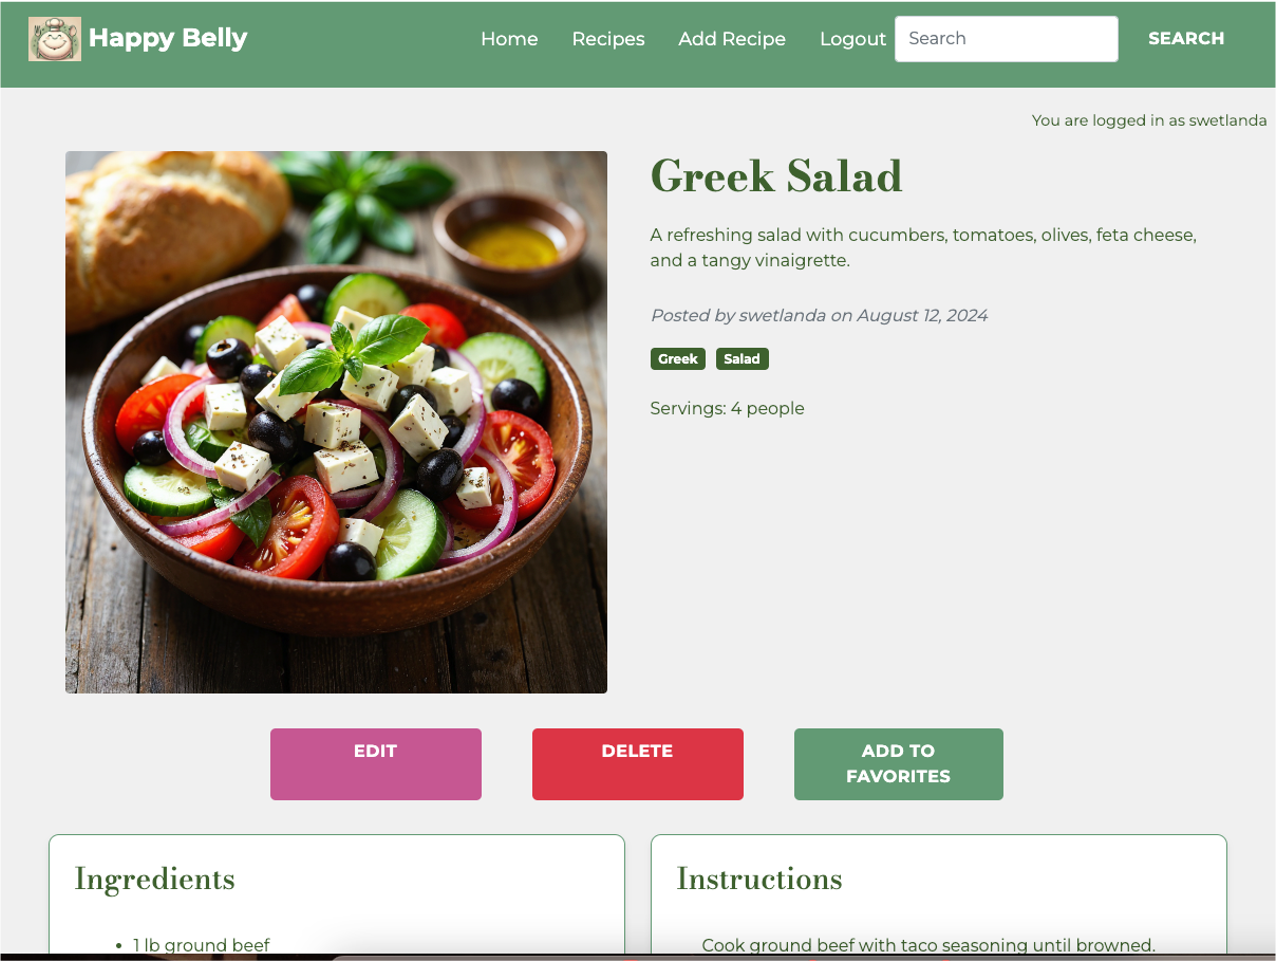 Happy Belly
Home Recipes Add Recipe Logout Search SEARCH
You are logged in as swetlanda
Greek Salad
A refreshing salad with cucumbers, tomatoes, olives, feta cheese,
and a tangy vinaigrette.
Posted by swetlanda on August 12, 2024
Greek Salad
Servings: 4 people
EDIT
DELETE
ADD TO
FAVORITES
Ingredients
• 1 lb ground beef
Instructions
Cook ground beef with taco seasoning until browned.